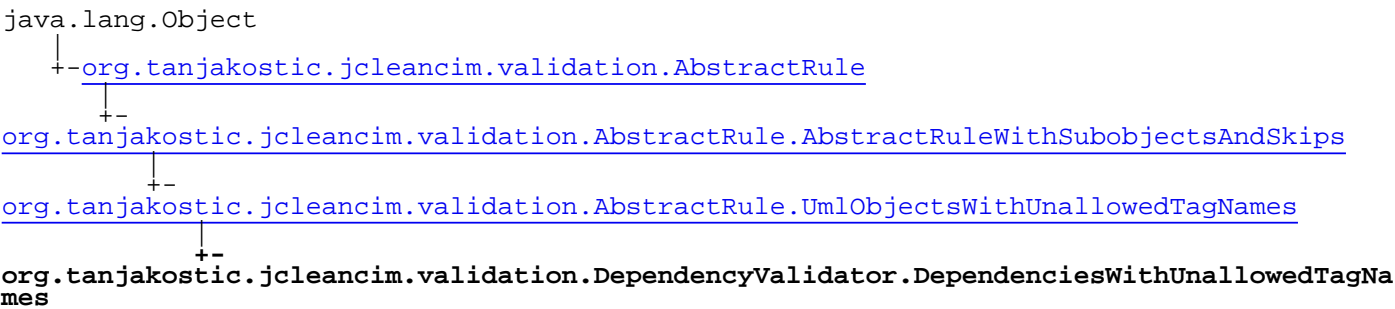 java.lang.Object
|
+-org.tanjakostic.jcleancim.validation.AbstractRule
|
+-
org.tanjakostic.jcleancim.validation.AbstractRule.AbstractRuleWithSubobjectsAndSkips
|
+-
org.tanjakostic.jcleancim.validation.AbstractRule.UmlObjectsWithUnallowedTagNames
|
+-
org.tanjakostic.jcleancim.validation.DependencyValidator.DependenciesWithUnallowedTagNa
mes